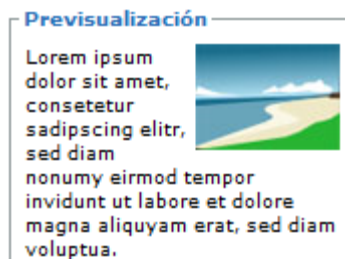 Previsualización
Lorem ipsum
dolor sit amet,
consetetur
sadipscing elitr,
sed diam
nonumy eirmod tempor
invidunt ut labore et dolore
magna aliquyam erat, sed diam
voluptua.